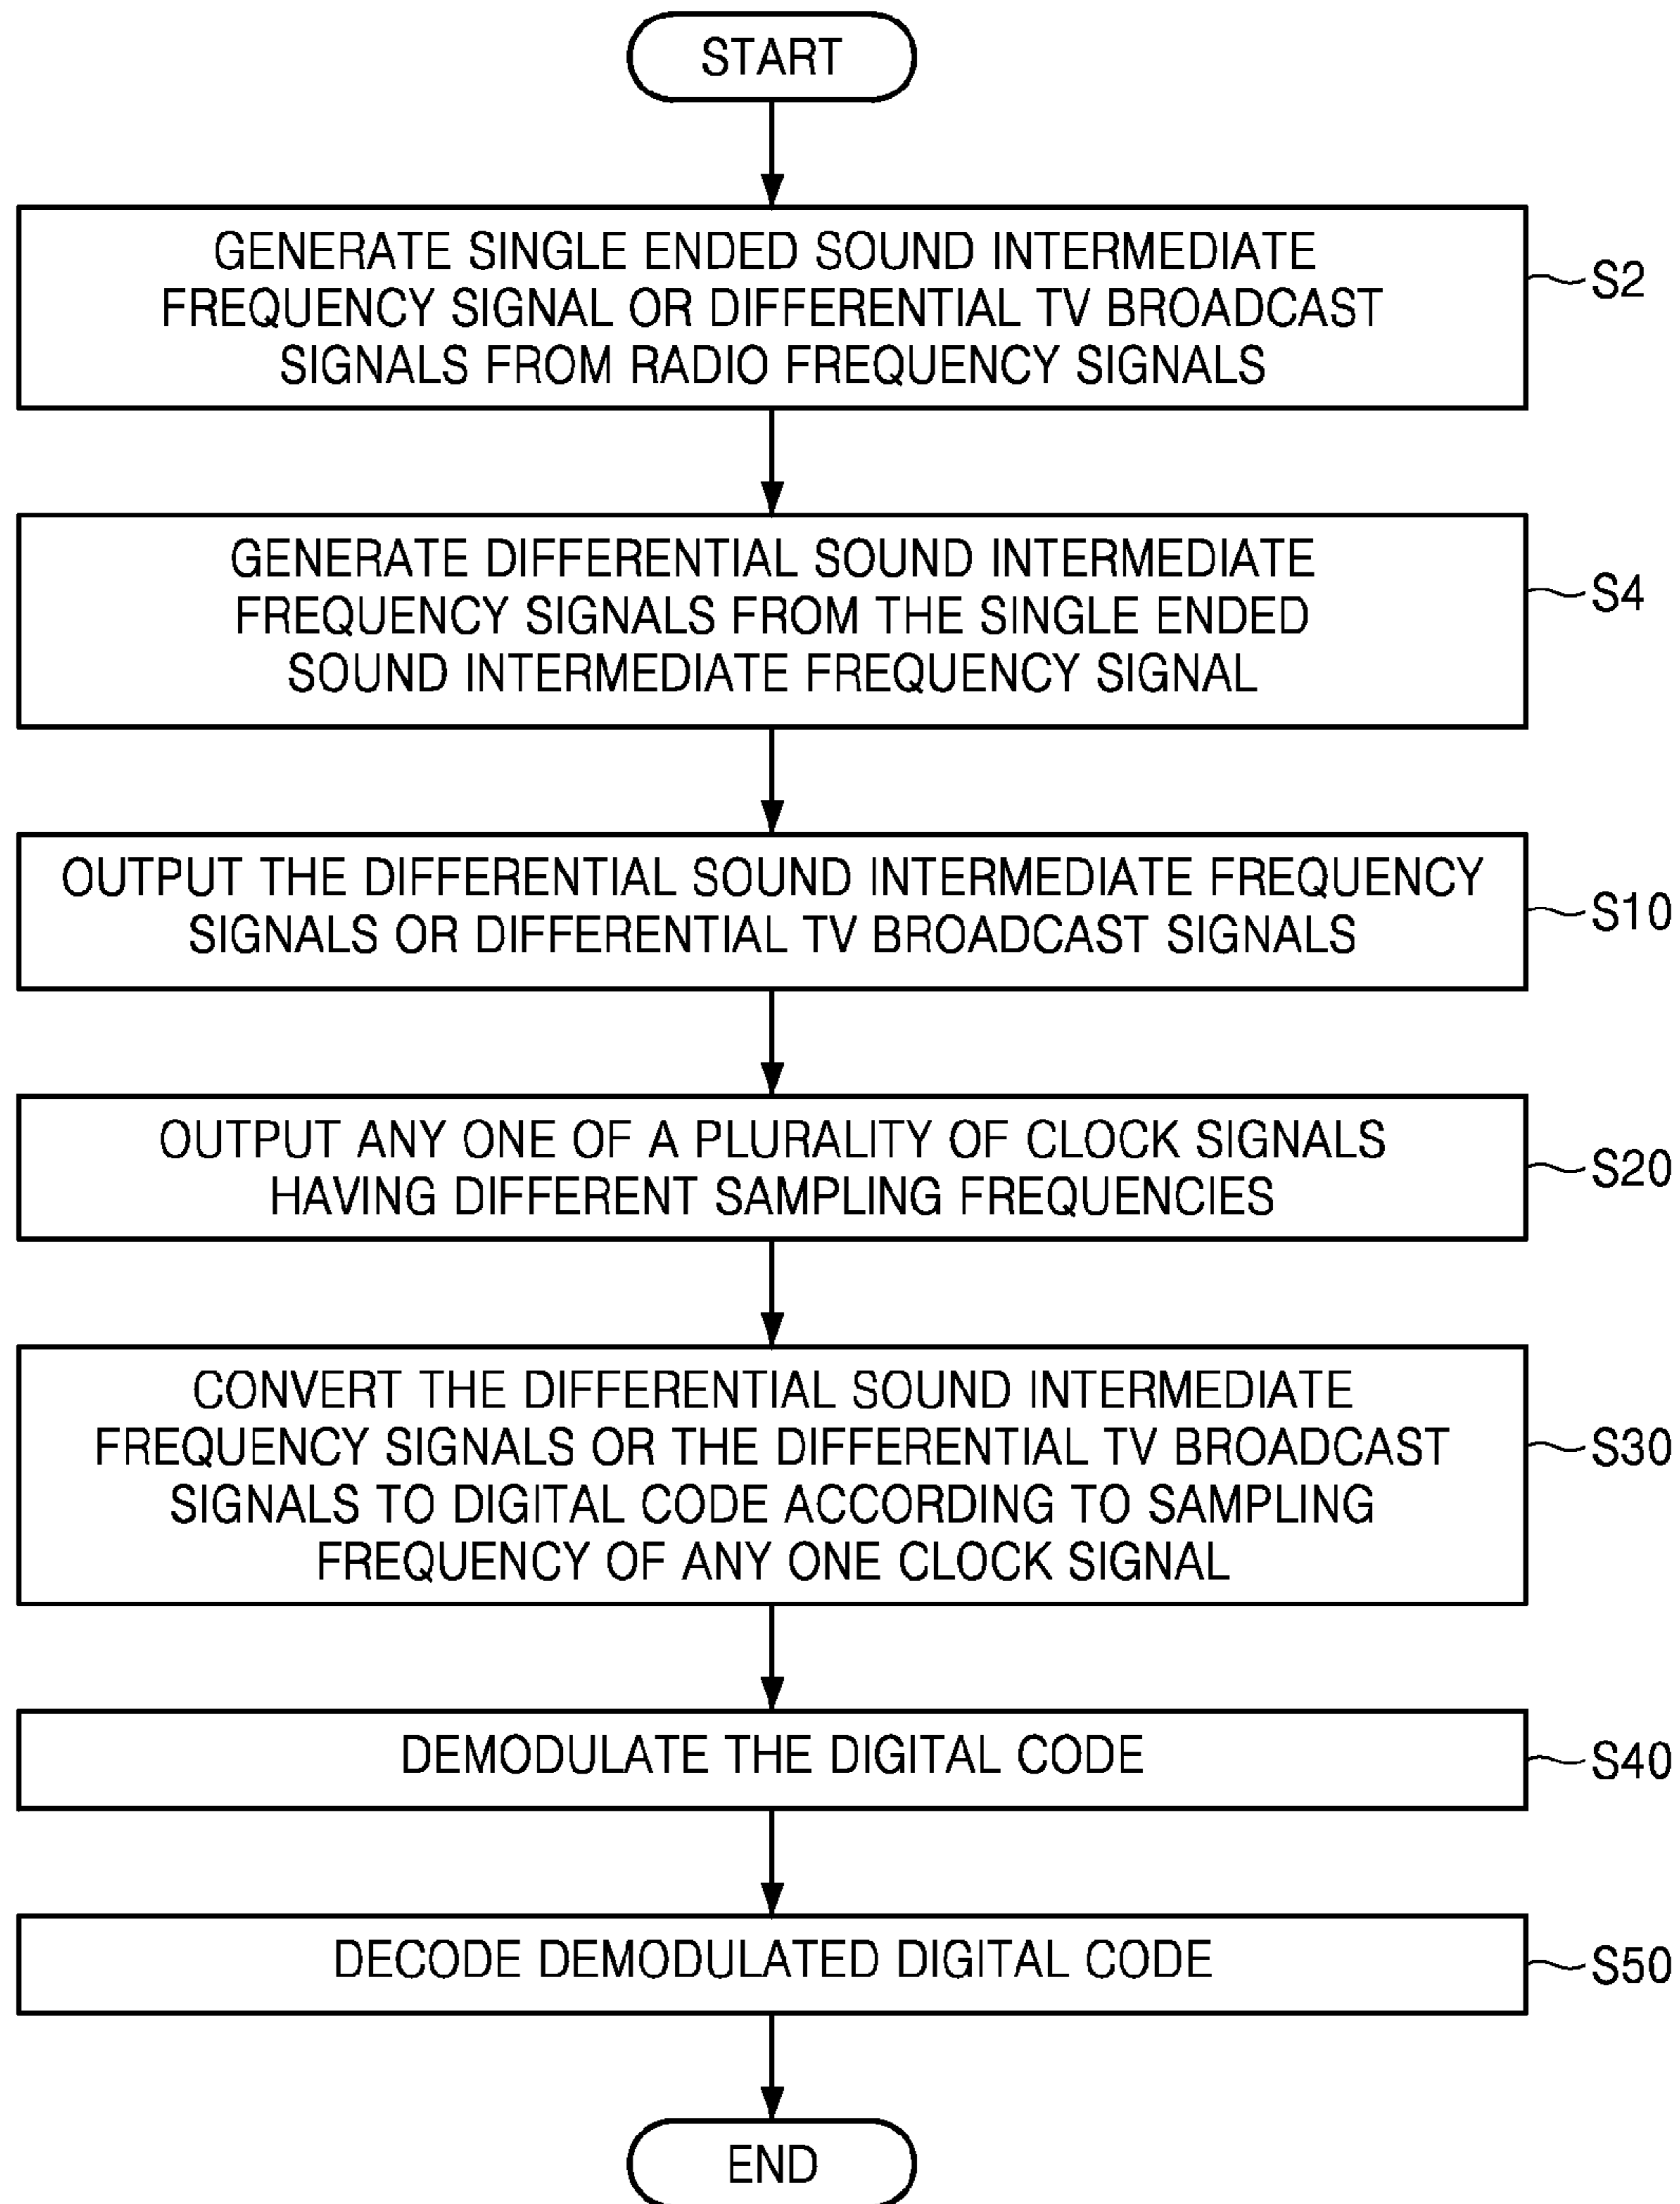 START
GENERATE SINGLE ENDED SOUND INTERMEDIATE
FREQUENCY SIGNAL OR DIFFERENTIAL TV BROADCAST
SIGNALS FROM RADIO FREQUENCY SIGNALS
S2
GENERATE DIFFERENTIAL SOUND INTERMEDIATE
FREQUENCY SIGNALS FROM THE SINGLE ENDED
SOUND INTERMEDIATE FREQUENCY SIGNAL
S4
OUTPUT THE DIFFERENTIAL SOUND INTERMEDIATE FREQUENCY
SIGNALS OR DIFFERENTIAL TV BROADCAST SIGNALS
S10
OUTPUT ANY ONE OF A PLURALITY OF CLOCK SIGNALS
HAVING DIFFERENT SAMPLING FREQUENCIES
S20
CONVERT THE DIFFERENTIAL SOUND INTERMEDIATE
FREQUENCY SIGNALS OR THE DIFFERENTIAL TV BROADCAST
SIGNALS TO DIGITAL CODE ACCORDING TO SAMPLING
FREQUENCY OF ANY ONE CLOCK SIGNAL
S30
DEMODULATE THE DIGITAL CODE
S40
DECODE DEMODULATED DIGITAL CODE
S50
END